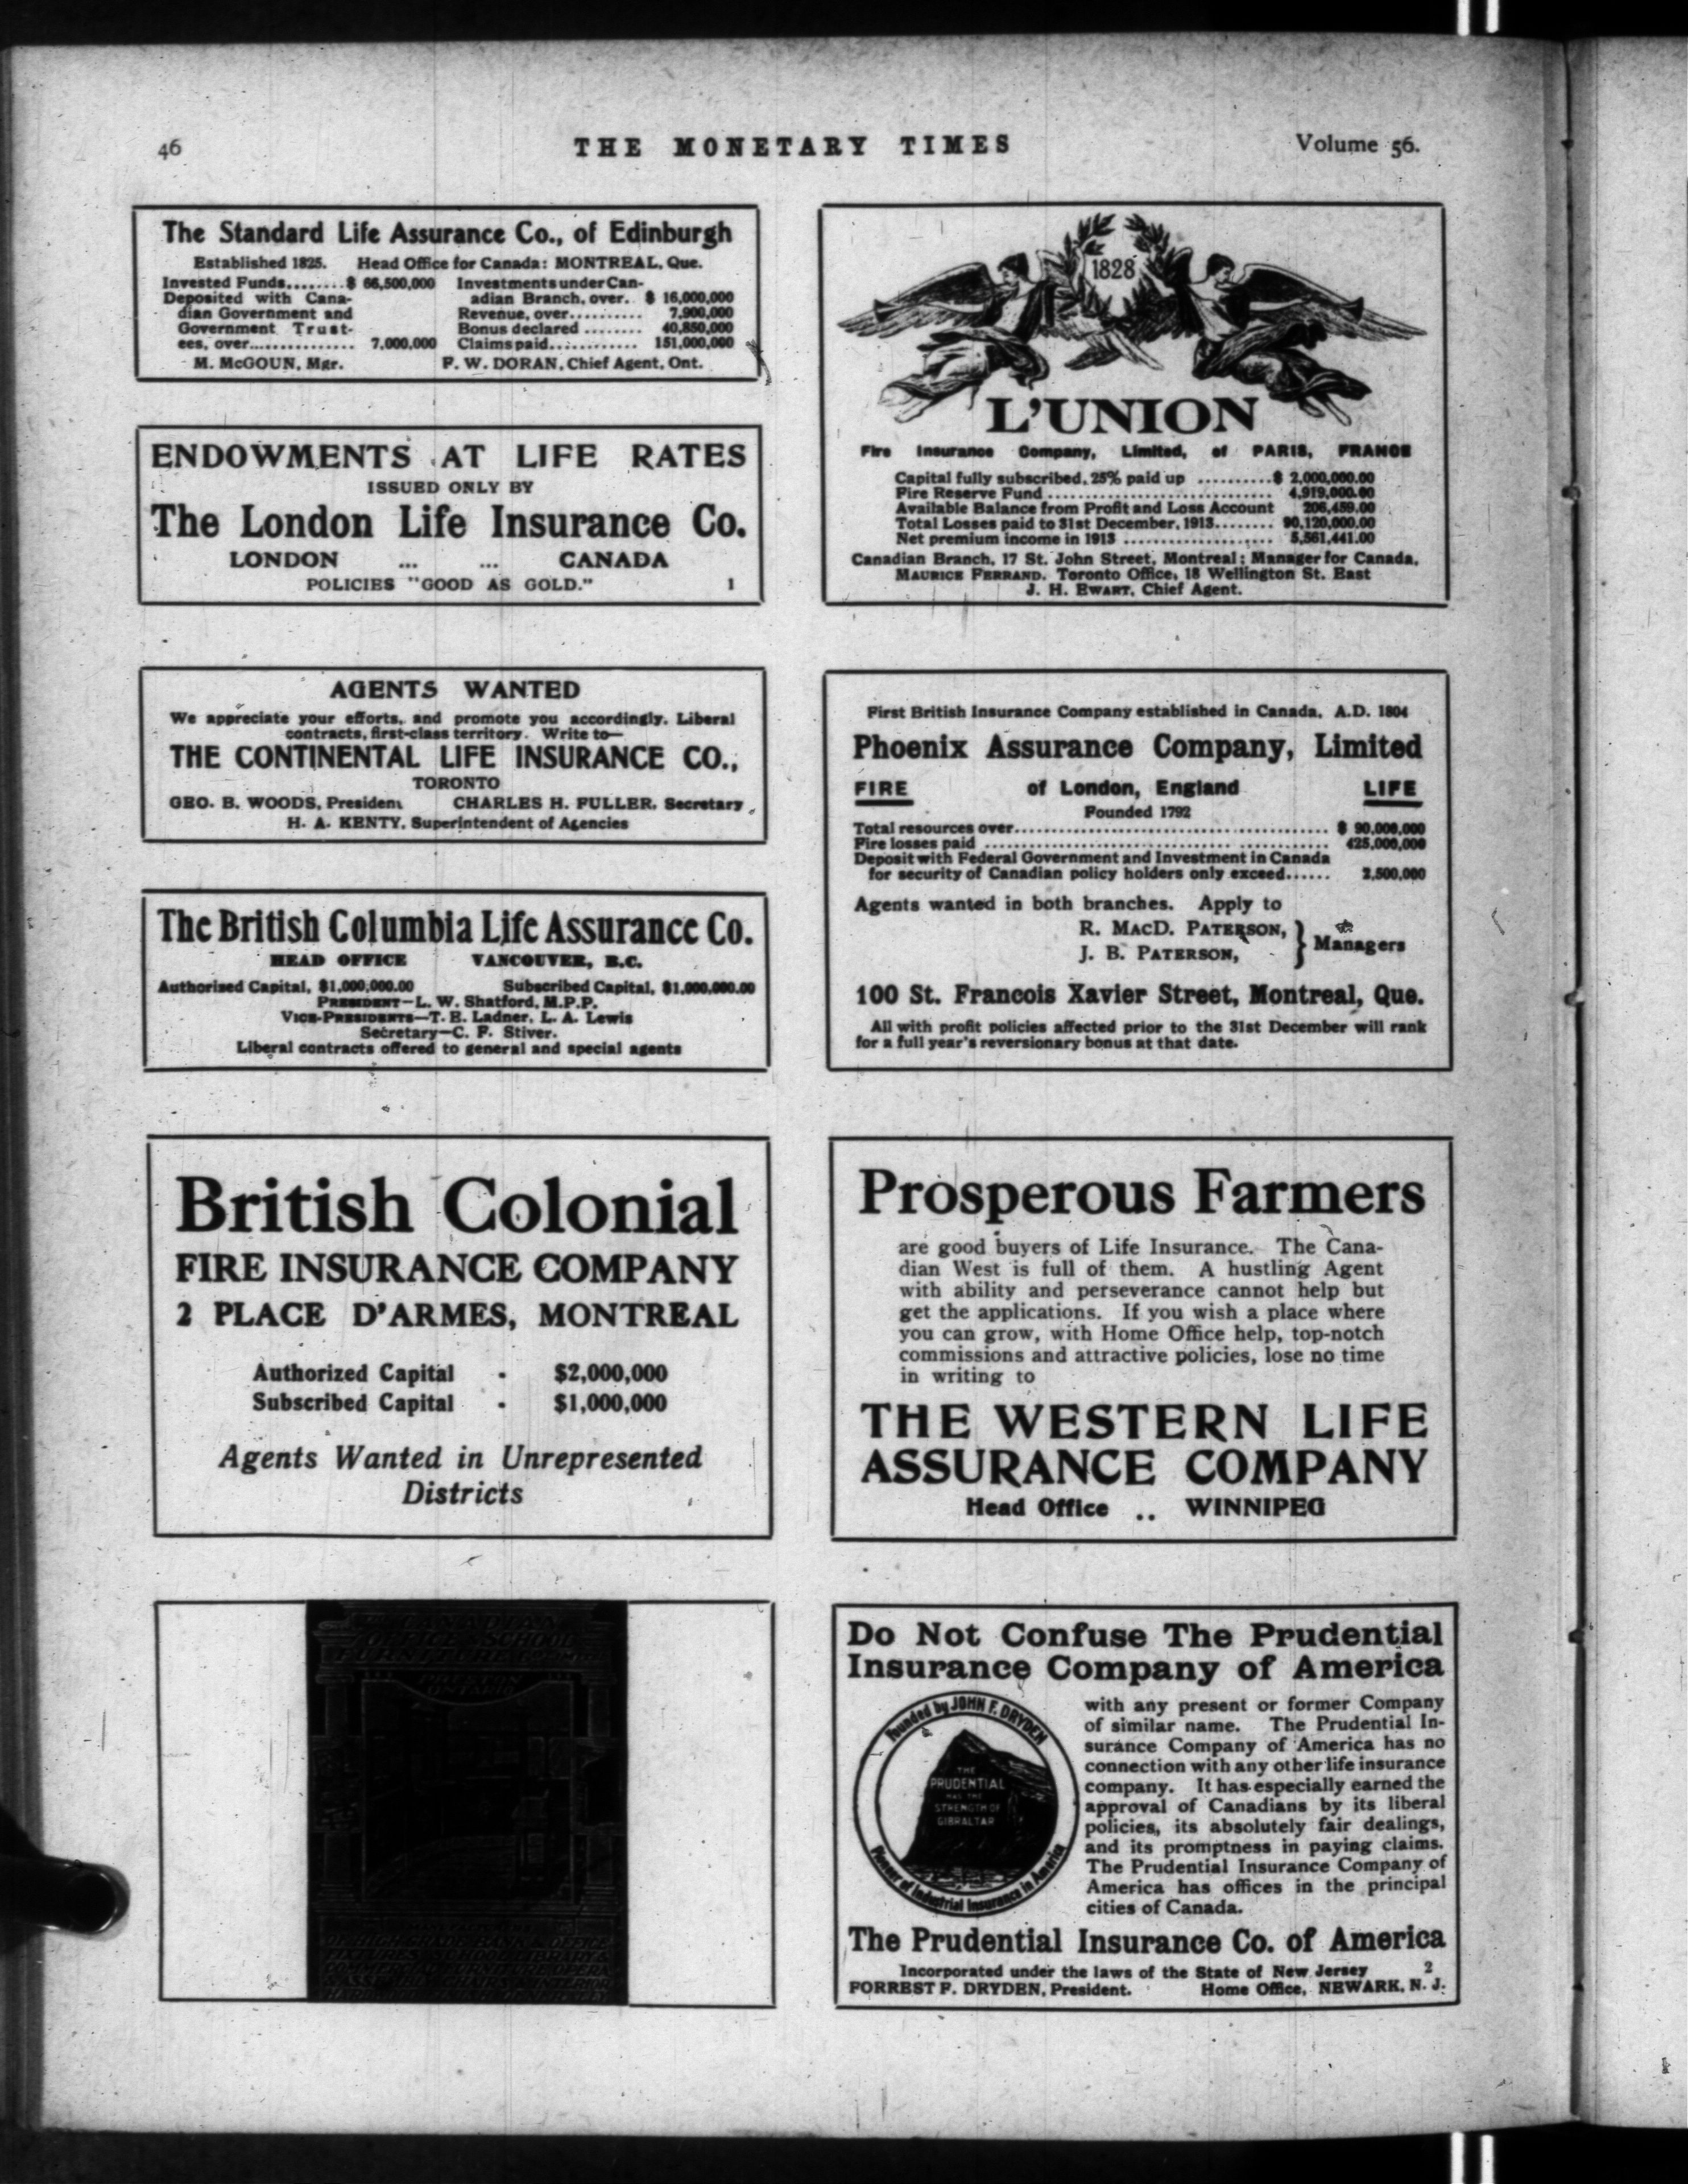 46
THE MONETARY TIMES
Volume 56.
The Standard Life Assurance Co., of Edinburgh
Established 1825. Head Office for Canada: MONTREAL, Que.
Invested Funds........$ 66,500,000
Deposited with Cana-
dian Government and
Government Trust-
ees, over.............. 7,000,000
Investments under Can-
adian Branch, over.. $ 16,000,000
Revenue, over.......... 7,900,000
Bonus declared ........ 40,850,000
Claims paid............ 151,000,000
M. McGOUN, Mgr. F. W. DORAN, Chief Agent, Ont.
ENDOWMENTS AT LIFE RATES
ISSUED ONLY BY
The London Life Insurance Co.
LONDON ... ... CANADA
POLICIES "GOOD AS GOLD." 1
AGENTS WANTED
We appreciate your efforts, and promote you accordingly. Liberal
contracts, first-class territory. Write to—
THE CONTINENTAL LIFE INSURANCE CO.,
TORONTO
GEO. B. WOODS, President CHARLES H. FULLER, Secretary
H. A. KENTY, Superintendent of Agencies
The British Columbia Life Assurance Co.
HEAD OFFICE VANCOUVER, B.C.
Authorized Capital, $1,000,000.00 Subscribed Capital, $1,000,000.00
PRESIDENT—L. W. Shatford, M.P.P.
VICE-PRESIDENTS—T. E. Ladner, L. A. Lewis
Secretary—C. F. Stiver.
Liberal contracts offered to general and special agents
British Colonial
FIRE INSURANCE COMPANY
2 PLACE D'ARMES, MONTREAL
Authorized Capital - $2,000,000
Subscribed Capital - $1,000,000
Agents Wanted in Unrepresented
Districts
CANADIAN
OFFICE & SCHOOL
FURNITURE
PRESTON
ONTARIO
1828
L'UNION
Fire Insurance Company, Limited, of PARIS, FRANCE
Capital fully subscribed, 25% paid up ..........$ 2,000,000.00
Fire Reserve Fund .............................. 4,919,000.00
Available Balance from Profit and Loss Account 206,459.00
Total Losses paid to 31st December, 1913........ 90,120,000.00
Net premium income in 1913 .................... 5,561,441.00
Canadian Branch, 17 St. John Street, Montreal; Manager for Canada,
MAURICE FERRAND. Toronto Office, 18 Wellington St. East
J. H. EWART, Chief Agent.
First British Insurance Company established in Canada, A.D. 1804
Phoenix Assurance Company, Limited
FIRE of London, England LIFE
Founded 1792
Total resources over.................................................... $ 90,000,000
Fire losses paid ........................................................ 425,000,000
Deposit with Federal Government and Investment in Canada
for security of Canadian policy holders only exceed...... 2,500,000
Agents wanted in both branches. Apply to
R. MACD. PATERSON,
J. B. PATERSON, } Managers
100 St. Francois Xavier Street, Montreal, Que.
All with profit policies affected prior to the 31st December will rank
for a full year's reversionary bonus at that date.
Prosperous Farmers
are good buyers of Life Insurance. The Cana-
dian West is full of them. A hustling Agent
with ability and perseverance cannot help but
get the applications. If you wish a place where
you can grow, with Home Office help, top-notch
commissions and attractive policies, lose no time
in writing to
THE WESTERN LIFE
ASSURANCE COMPANY
Head Office .. WINNIPEG
Do Not Confuse The Prudential
Insurance Company of America
Founded by JOHN F. DRYDEN
THE
PRUDENTIAL
HAS THE
STRENGTH OF
GIBRALTAR
Pioneer of Industrial Insurance in America
with any present or former Company
of similar name. The Prudential In-
surance Company of America has no
connection with any other life insurance
company. It has especially earned the
approval of Canadians by its liberal
policies, its absolutely fair dealings,
and its promptness in paying claims.
The Prudential Insurance Company of
America has offices in the principal
cities of Canada.
The Prudential Insurance Co. of America
Incorporated under the laws of the State of New Jersey 2
FORREST F. DRYDEN, President. Home Office, NEWARK, N. J.